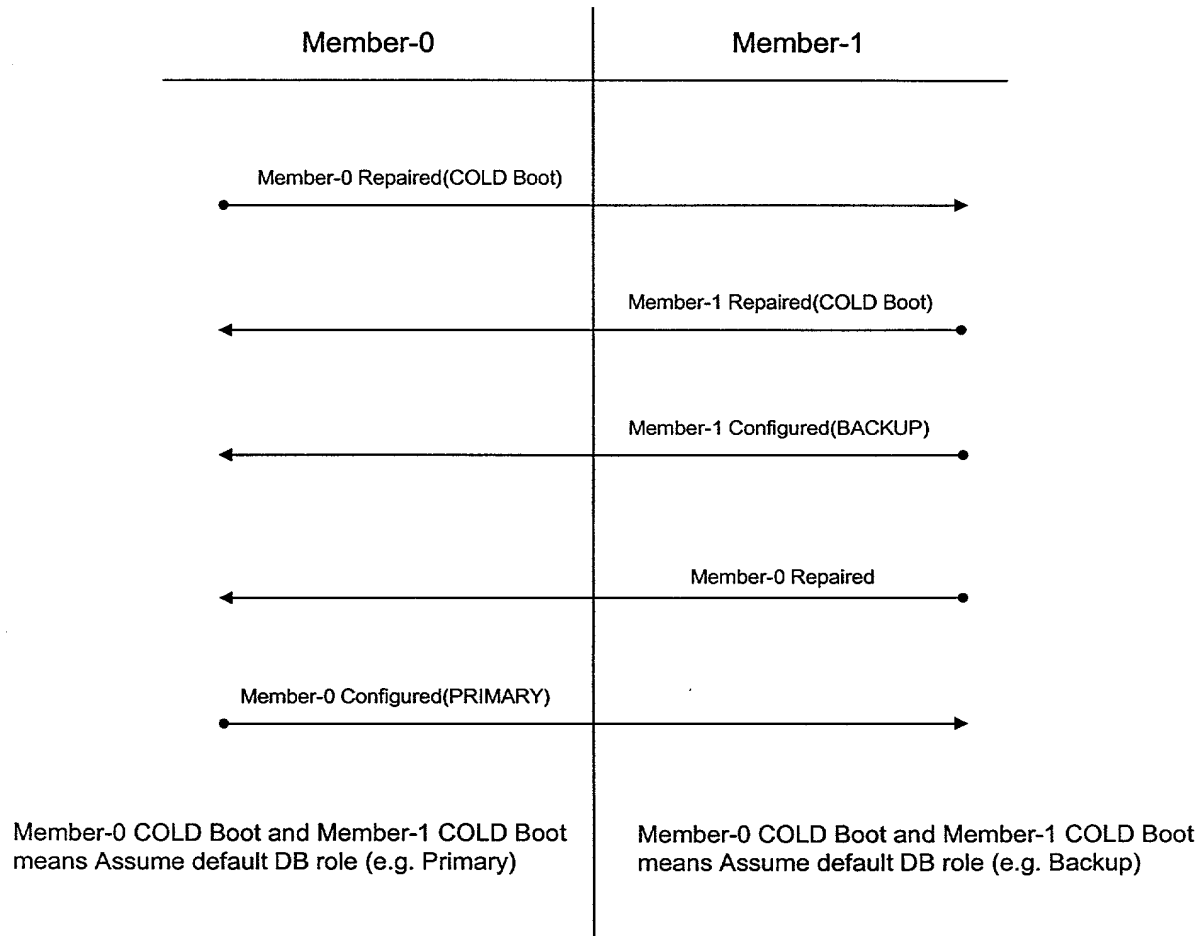 Member-0
Member-1
Member-0 Repaired(COLD Boot)
Member-1 Repaired(COLD Boot)
Member-1 Configured(BACKUP)
Member-0 Repaired
Member-0 Configured(PRIMARY)
Member-0 COLD Boot and Member-1 COLD Boot
means Assume default DB role (e.g. Primary)
Member-0 COLD Boot and Member-1 COLD Boot
means Assume default DB role (e.g. Backup)